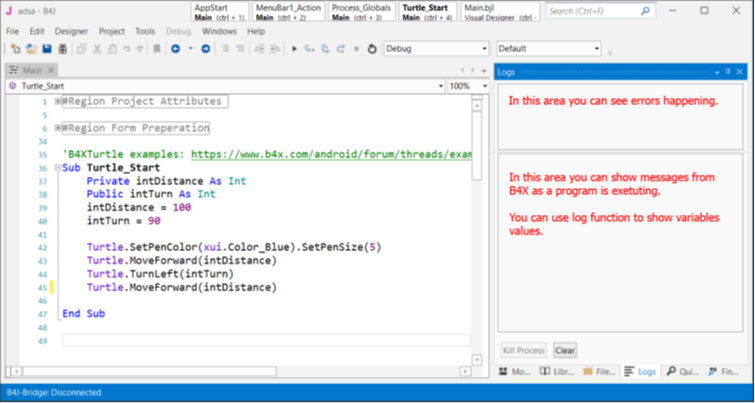 adsa - B4J
AppStart
Main (ctrl + 1)
MenuBar1_Action
Main (ctrl + 2)
Process_Globals
Main (ctrl + 3)
Turtle_Start
Main (ctrl + 4)
Main.bjl
Visual Designer (ctrl -
Search (Ctrl+F)
File Edit Designer Project Tools Debug Windows Help
Debug Default
Main
Logs
Turtle_Start 100%
1 #Region Project Attributes
5
6 #Region Form Preperation
34
35 'B4XTurtle examples: https://www.b4x.com/android/forum/threads/exam
36 Sub Turtle_Start
37 Private intDistance As Int
38 Public intTurn As Int
39 intDistance = 100
40 intTurn = 90
41
42 Turtle.SetPenColor(xui.Color_Blue).SetPenSize(5)
43 Turtle.MoveForward(intDistance)
44 Turtle.TurnLeft(intTurn)
45 Turtle.MoveForward(intDistance)
46
47 End Sub
48
49
In this area you can see errors happening.
In this area you can show messages from
B4X as a program is exetuting.
You can use log function to show variables
values.
Kill Process Clear
Mo... Libr... File... Logs Qui... Fin...
B4J-Bridge: Disconnected